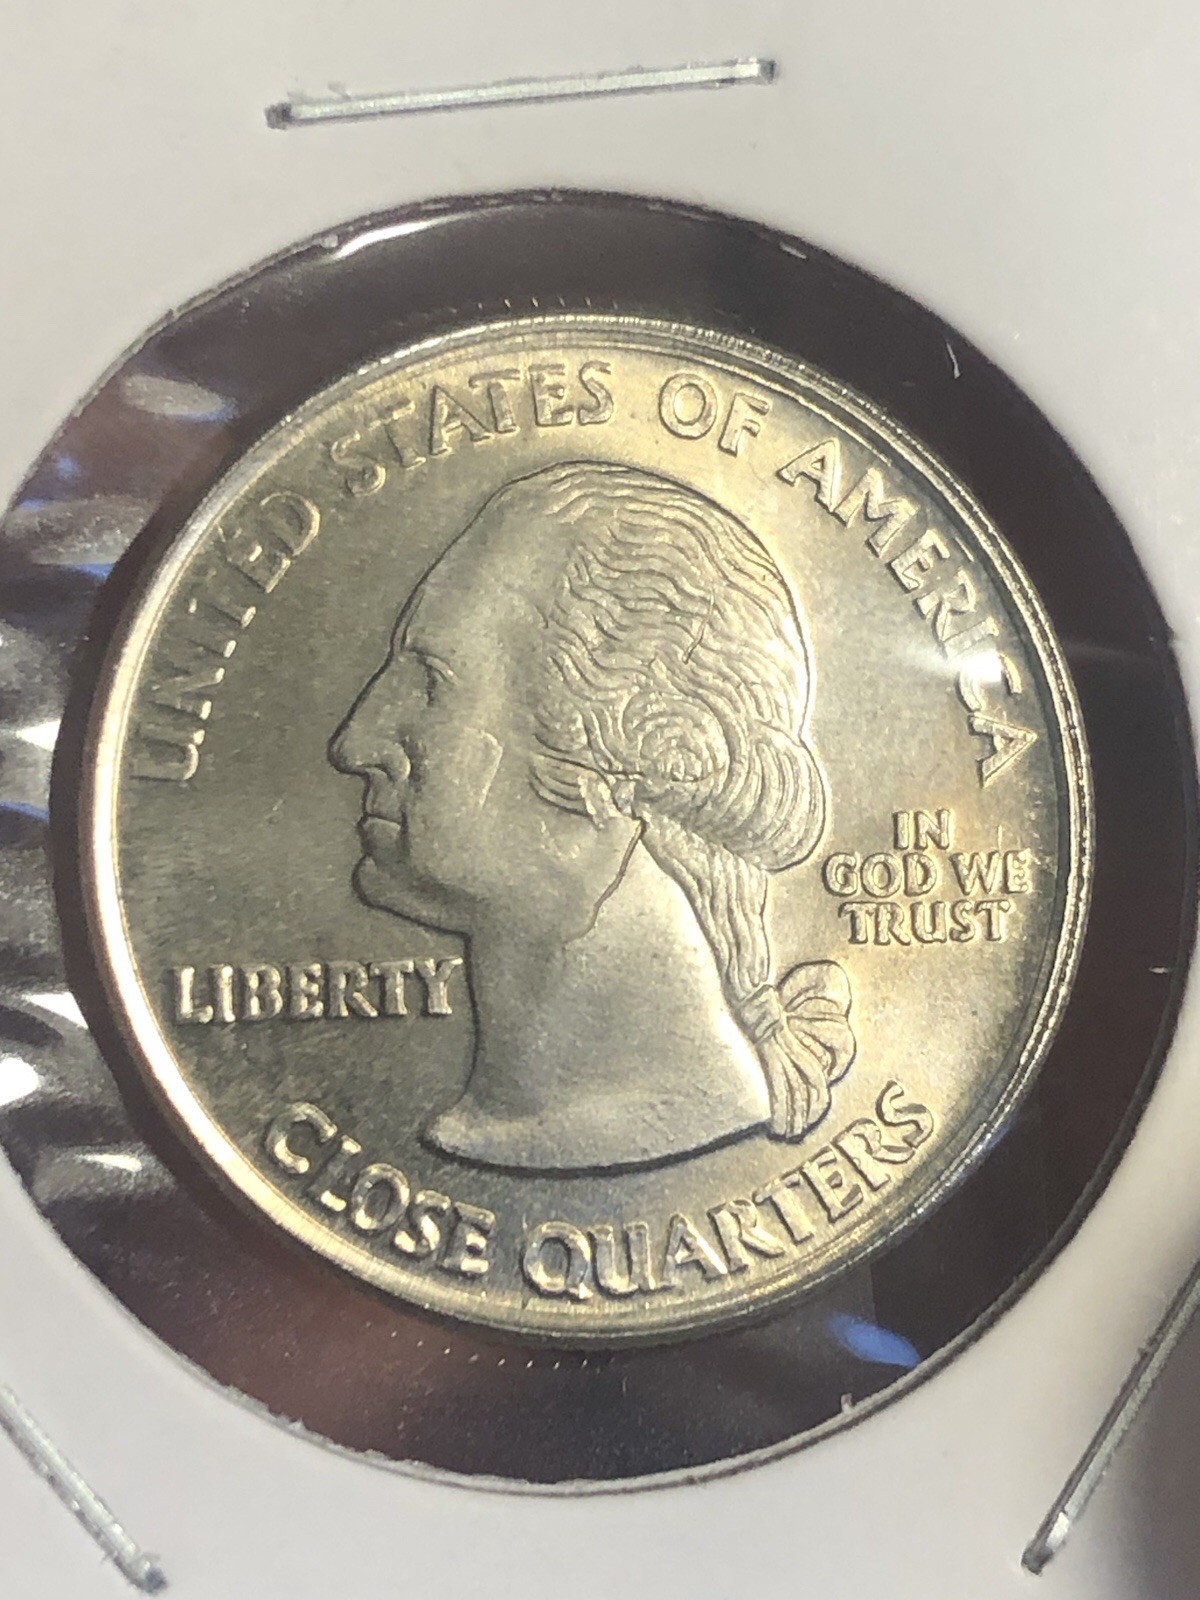 UNITED STATES OF AMERICA
IN
GOD WE
TRUST
LIBERTY
CLOSE QUARTERS